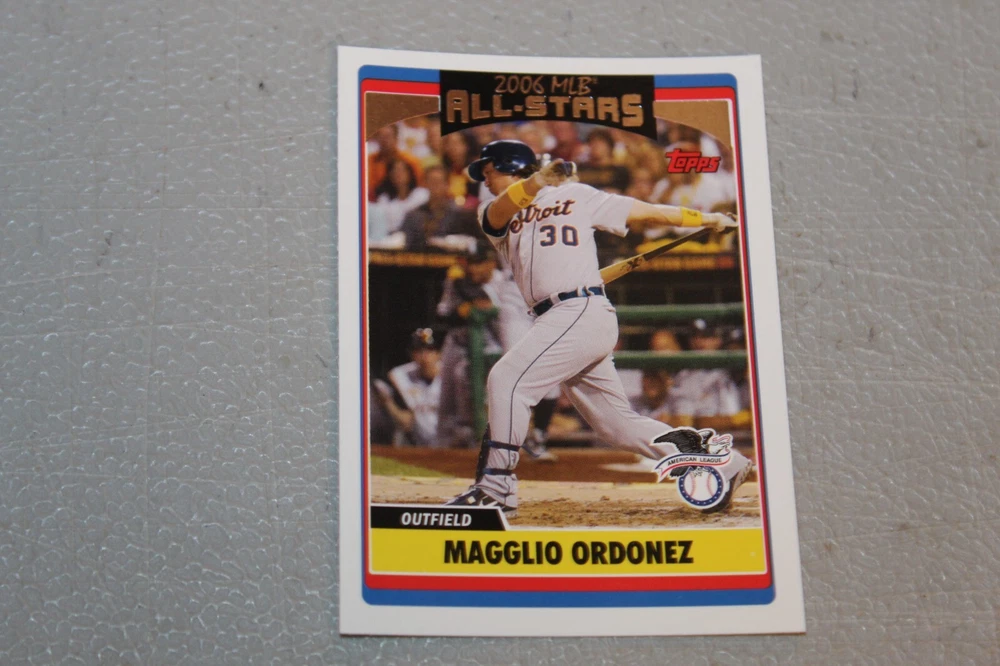 2006 MLB®
ALL-STARS
Topps
Detroit
30
AMERICAN LEAGUE
OUTFIELD
MAGGLIO ORDONEZ